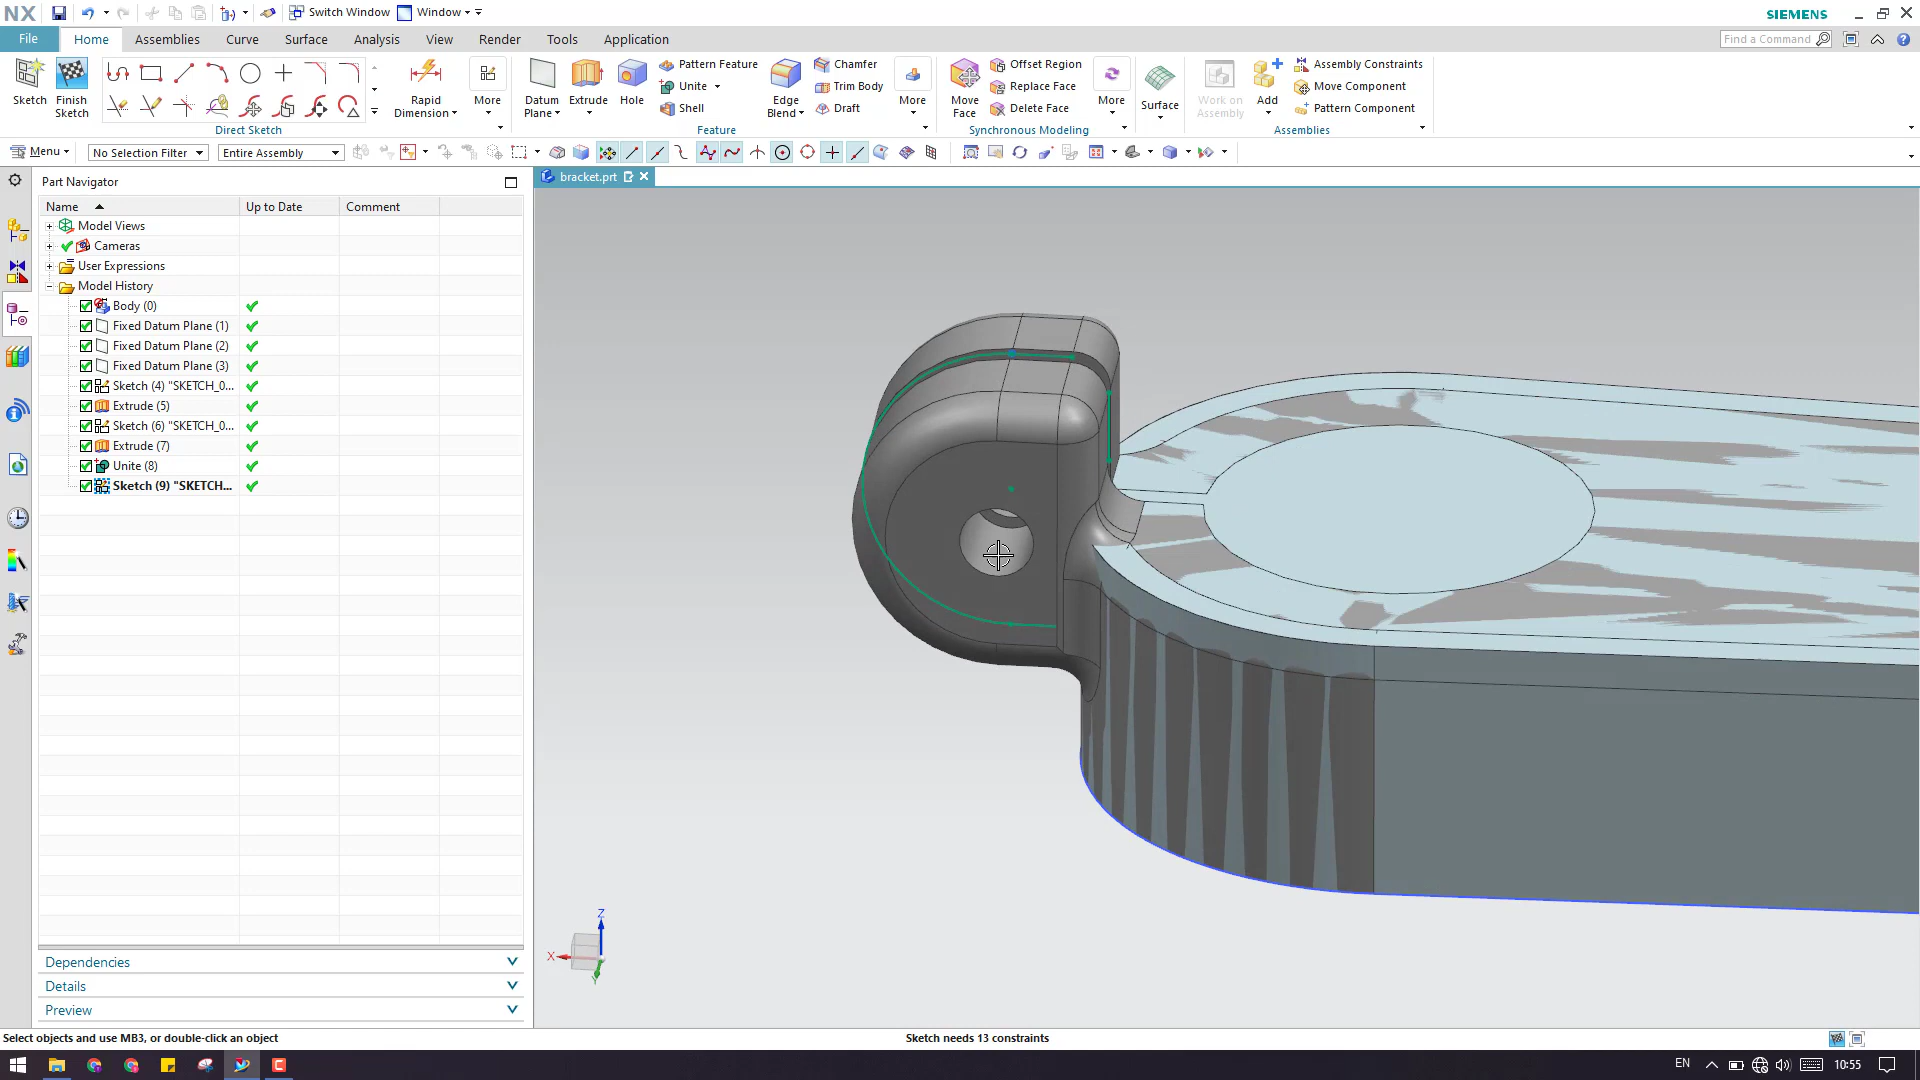 NX
Switch Window
Window
SIEMENS
File
Home
Assemblies
Curve
Surface
Analysis
View
Render
Tools
Application
Find a Command
Sketch
Finish Sketch
Rapid Dimension
More
Direct Sketch
Datum Plane
Extrude
Hole
Pattern Feature
Unite
Shell
Edge Blend
Chamfer
Trim Body
Draft
More
Feature
Move Face
Offset Region
Replace Face
Delete Face
More
Synchronous Modeling
Surface
Work on Assembly
Add
Assembly Constraints
Move Component
Pattern Component
Assemblies
Menu
No Selection Filter
Entire Assembly
Part Navigator
bracket.prt
Name
Up to Date
Comment
Model Views
Cameras
User Expressions
Model History
Body (0)
Fixed Datum Plane (1)
Fixed Datum Plane (2)
Fixed Datum Plane (3)
Sketch (4) "SKETCH_0...
Extrude (5)
Sketch (6) "SKETCH_0...
Extrude (7)
Unite (8)
Sketch (9) "SKETCH...
Z
X
Y
Dependencies
Details
Preview
Select objects and use MB3, or double-click an object
Sketch needs 13 constraints
EN
10:55